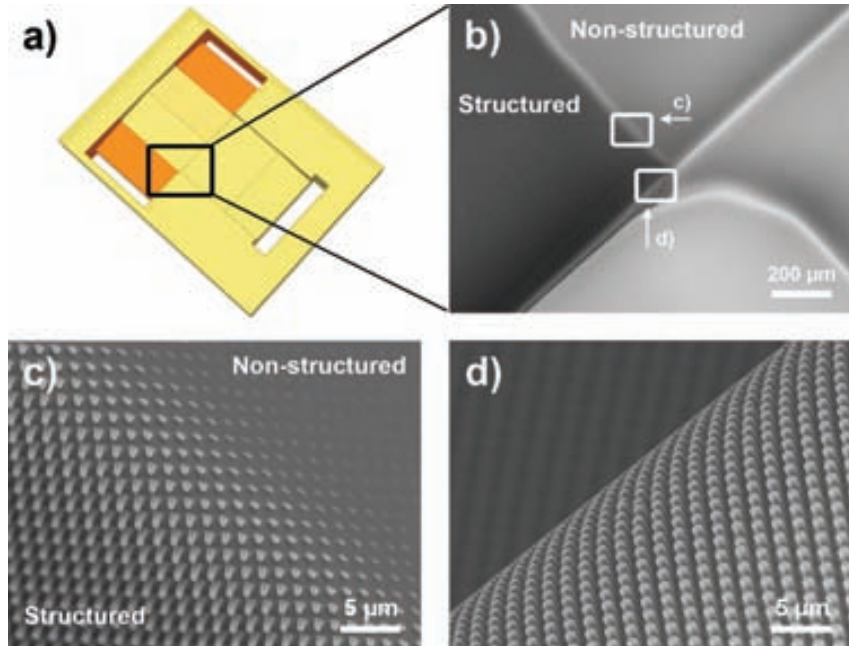 a)
b)
Non-structured
Structured
c)
d)
200 µm
c)
Non-structured
Structured
5 µm
d)
5 µm